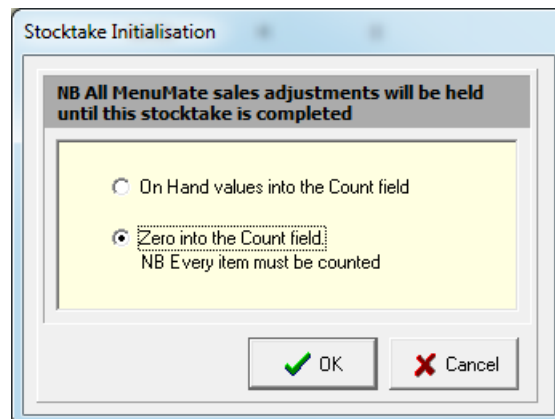 Stocktake Initialisation
NB All MenuMate sales adjustments will be held
until this stocktake is completed
On Hand values into the Count field
Zero into the Count field.
NB Every item must be counted
OK
Cancel